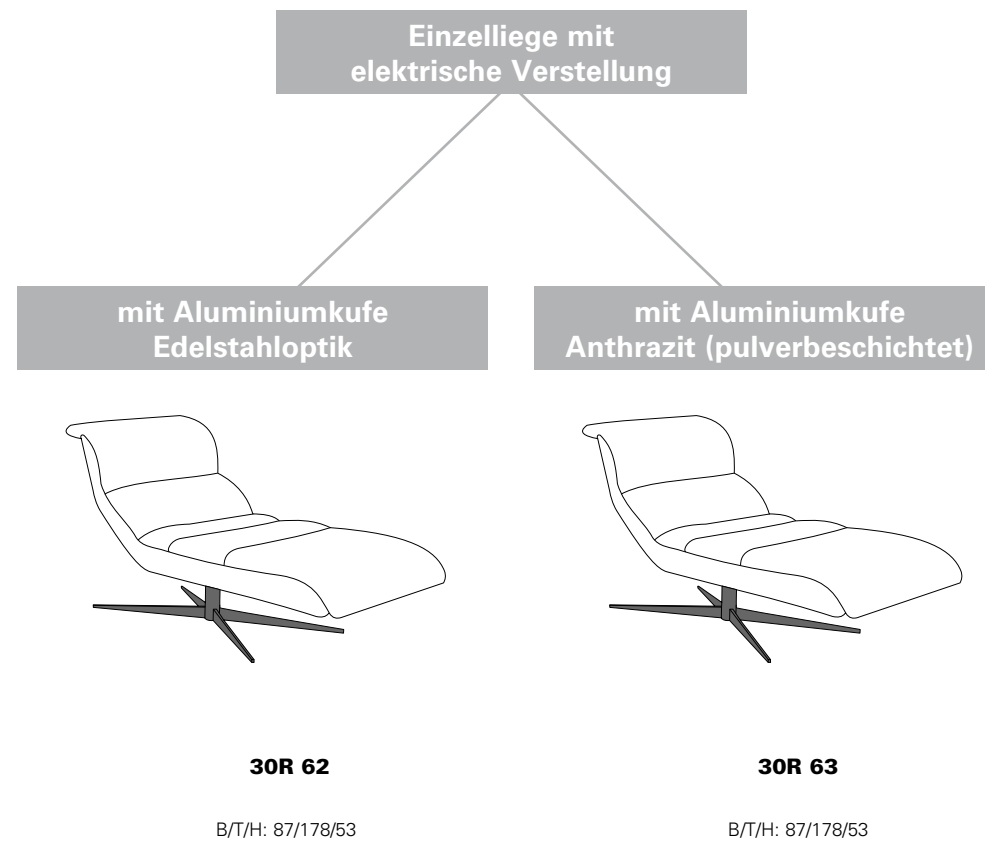 Einzelliege mit
elektrische Verstellung
mit Aluminiumkufe
Edelstahloptik
mit Aluminiumkufe
Anthrazit (pulverbeschichtet)
30R 62
30R 63
B/T/H: 87/178/53
B/T/H: 87/178/53